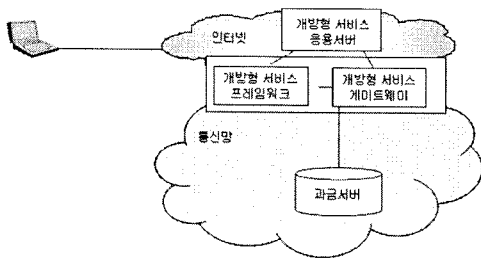 인터넷
개방형 서비스
응용서버
개방형 서비스
프레임워크
개방형 서비스
게이트웨이
통신망
과금서버